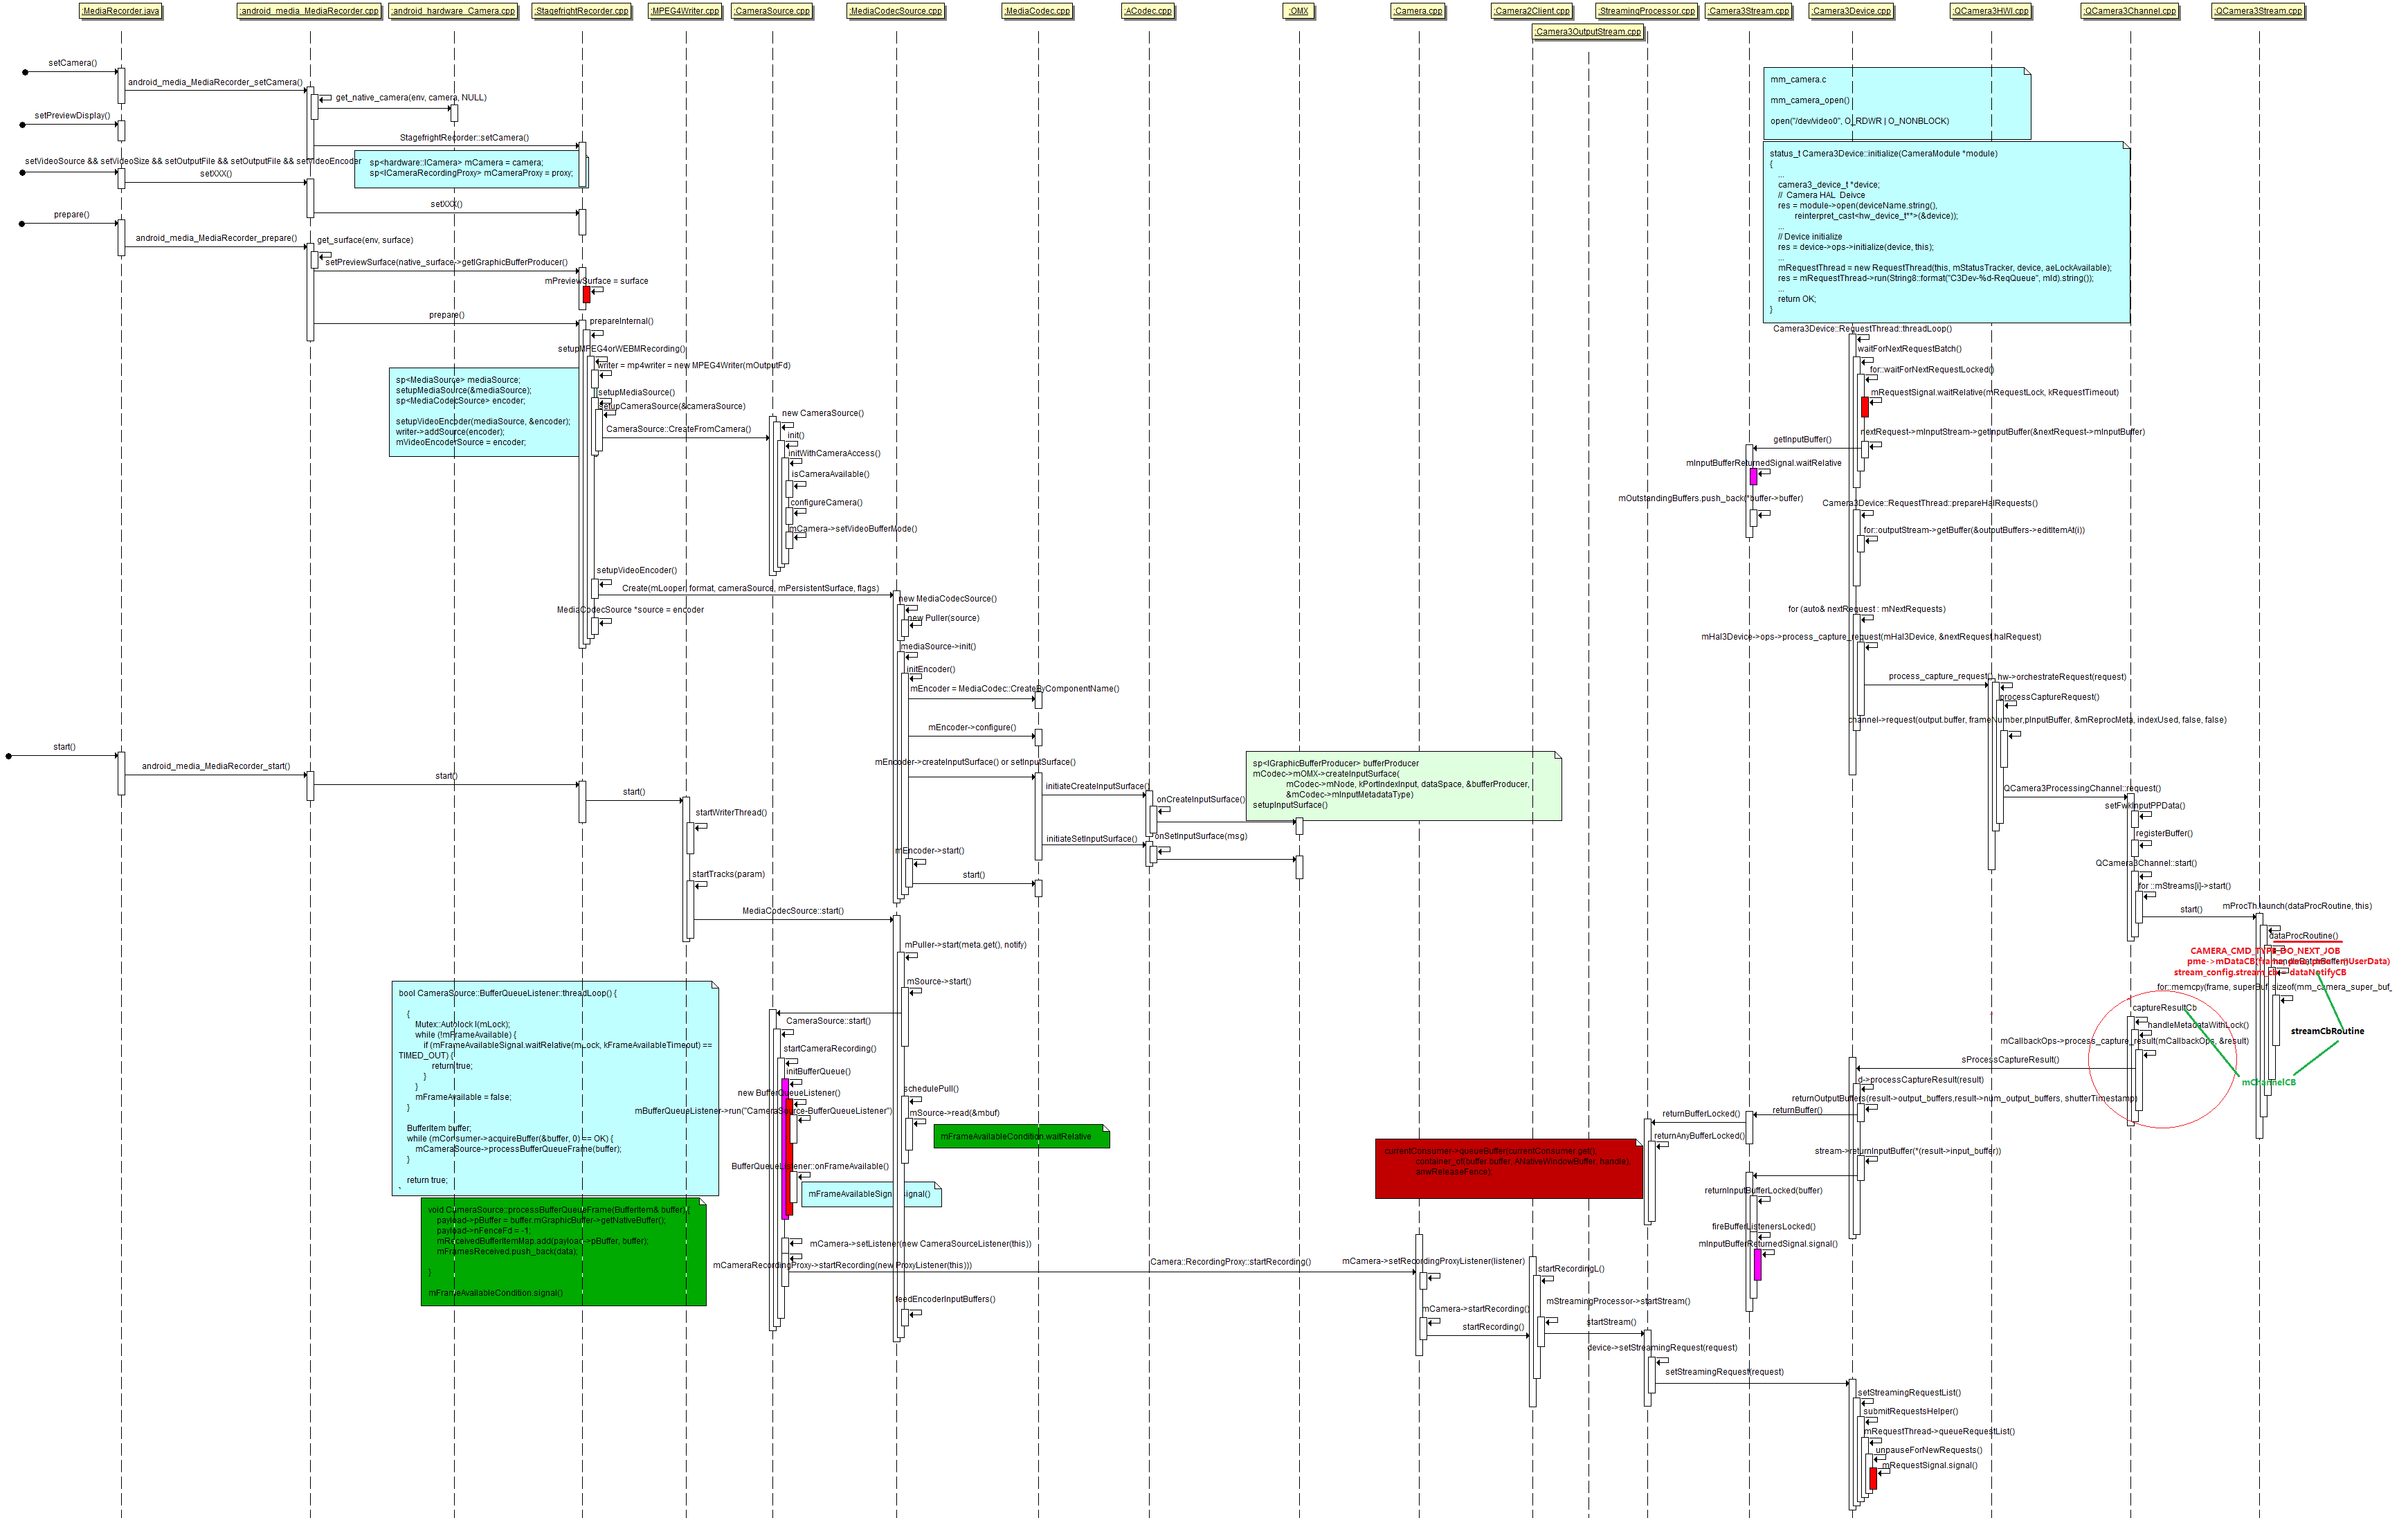 :MediaRecorder.java
:android_media_MediaRecorder.cpp
:android_hardware_Camera.cpp
:StagefrightRecorder.cpp
:MPEG4Writer.cpp
:CameraSource.cpp
:MediaCodecSource.cpp
:MediaCodec.cpp
:ACodec.cpp
:OMX
:Camera.cpp
:Camera2Client.cpp
:StreamingProcessor.cpp
:Camera3Stream.cpp
:Camera3Device.cpp
:QCamera3HWI.cpp
:QCamera3Channel.cpp
:QCamera3Stream.cpp
:Camera3OutputStream.cpp
setCamera()
android_media_MediaRecorder_setCamera()
get_native_camera(env, camera, NULL)
setPreviewDisplay()
StagefrightRecorder::setCamera()
setVideoSource && setVideoSize && setOutputFile && setOutputFile && setVideoEncoder
setXXX()
sp<hardware::ICamera> mCamera = camera;
sp<ICameraRecordingProxy> mCameraProxy = proxy;
setXXX()
prepare()
android_media_MediaRecorder_prepare()
get_surface(env, surface)
setPreviewSurface(native_surface->getIGraphicBufferProducer()
mPreviewSurface = surface
prepare()
prepareInternal()
setupMPEG4orWEBMRecording()
writer = mp4writer = new MPEG4Writer(mOutputFd)
sp<MediaSource> mediaSource;
setupMediaSource(&mediaSource);
sp<MediaCodecSource> encoder;
setupVideoEncoder(mediaSource, &encoder);
writer->addSource(encoder);
mVideoEncoderSource = encoder;
setupMediaSource()
setupCameraSource(&cameraSource)
CameraSource::CreateFromCamera()
new CameraSource()
init()
initWithCameraAccess()
isCameraAvailable()
configureCamera()
mCamera->setVideoBufferMode()
setupVideoEncoder()
Create(mLooper, format, cameraSource, mPersistentSurface, flags)
MediaCodecSource *source = encoder
new MediaCodecSource()
new Puller(source)
mediaSource->init()
initEncoder()
mEncoder = MediaCodec::CreateByComponentName()
mEncoder->configure()
mEncoder->createInputSurface() or setInputSurface()
initiateCreateInputSurface()
onCreateInputSurface()
initiateSetInputSurface()
onSetInputSurface(msg)
mEncoder->start()
start()
sp<IGraphicBufferProducer> bufferProducer
mCodec->mOMX->createInputSurface(
mCodec->mNode, kPortIndexInput, dataSpace, &bufferProducer,
&mCodec->mInputMetadataType)
setupInputSurface()
start()
android_media_MediaRecorder_start()
start()
start()
startWriterThread()
startTracks(param)
MediaCodecSource::start()
mPuller->start(meta.get(), notify)
mSource->start()
CameraSource::start()
startCameraRecording()
initBufferQueue()
new BufferQueueListener()
mBufferQueueListener->run("CameraSource-BufferQueueListener")
schedulePull()
mSource->read(&mbuf)
mFrameAvailableCondition.waitRelative
BufferQueueListener::onFrameAvailable()
mFrameAvailableSignal.signal()
mCamera->setListener(new CameraSourceListener(this))
mCameraRecordingProxy->startRecording(new ProxyListener(this)))
feedEncoderInputBuffers()
bool CameraSource::BufferQueueListener::threadLoop() {
{
Mutex::Autolock l(mLock);
while (!mFrameAvailable) {
if (mFrameAvailableSignal.waitRelative(mLock, kFrameAvailableTimeout) ==
TIMED_OUT) {
return true;
}
}
mFrameAvailable = false;
}
BufferItem buffer;
while (mConsumer->acquireBuffer(&buffer, 0) == OK) {
mCameraSource->processBufferQueueFrame(buffer);
}
return true;
void CameraSource::processBufferQueueFrame(BufferItem& buffer) {
payload->pBuffer = buffer.mGraphicBuffer->getNativeBuffer();
payload->nFenceFd = -1;
mReceivedBufferItemMap.add(payload->pBuffer, buffer);
mFramesReceived.push_back(data);
}
mFrameAvailableCondition.signal()
Camera::RecordingProxy::startRecording()
mCamera->setRecordingProxyListener(listener)
mCamera->startRecording()
startRecording()
startRecordingL()
mStreamingProcessor->startStream()
startStream()
device->setStreamingRequest(request)
setStreamingRequest(request)
setStreamingRequestList()
submitRequestsHelper()
mRequestThread->queueRequestList()
unpauseForNewRequests()
mRequestSignal.signal()
mm_camera.c
mm_camera_open()
open("/dev/video0", O_RDWR | O_NONBLOCK)
status_t Camera3Device::initialize(CameraModule *module)
{
...
camera3_device_t *device;
// Camera HAL Deivce
res = module->open(deviceName.string(),
reinterpret_cast<hw_device_t**>(&device));
...
// Device initialize
res = device->ops->initialize(device, this);
...
mRequestThread = new RequestThread(this, mStatusTracker, device, aeLockAvailable);
res = mRequestThread->run(String8::format("C3Dev-%d-ReqQueue", mId).string());
...
return OK;
}
Camera3Device::RequestThread::threadLoop()
waitForNextRequestBatch()
for::waitForNextRequestLocked()
mRequestSignal.waitRelative(mRequestLock, kRequestTimeout)
nextRequest->mInputStream->getInputBuffer(&nextRequest->mInputBuffer)
getInputBuffer()
mInputBufferReturnedSignal.waitRelative
mOutstandingBuffers.push_back(*buffer->buffer)
Camera3Device::RequestThread::prepareHalRequests()
for::outputStream->getBuffer(&outputBuffers->editItemAt(i))
for (auto& nextRequest : mNextRequests)
mHal3Device->ops->process_capture_request(mHal3Device, &nextRequest.halRequest)
process_capture_request()
hw->orchestrateRequest(request)
processCaptureRequest()
channel->request(output.buffer, frameNumber,pInputBuffer, &mReprocMeta, indexUsed, false, false)
QCamera3ProcessingChannel::request()
setFwkInputPPData()
registerBuffer()
QCamera3Channel::start()
for ::mStreams[i]->start()
start()
mProcTh.launch(dataProcRoutine, this)
dataProcRoutine()
CAMERA_CMD_TYPE_DO_NEXT_JOB
stream_config.stream_cb = dataNotifyCB
for::memcpy(frame, superBuf, sizeof(mm_camera_super_buf_
captureResultCb
handleMetadataWithLock()
mCallbackOps->process_capture_result(mCallbackOps, &result)
streamCbRoutine
mChannelCB
sProcessCaptureResult()
d->processCaptureResult(result)
returnOutputBuffers(result->output_buffers,result->num_output_buffers, shutterTimestamp)
returnBuffer()
returnBufferLocked()
returnAnyBufferLocked()
currentConsumer->queueBuffer(currentConsumer.get(),
container_of(buffer.buffer, ANativeWindowBuffer, handle),
anwReleaseFence);
stream->returnInputBuffer(*(result->input_buffer))
returnInputBufferLocked(buffer)
fireBufferListenersLocked()
mInputBufferReturnedSignal.signal()